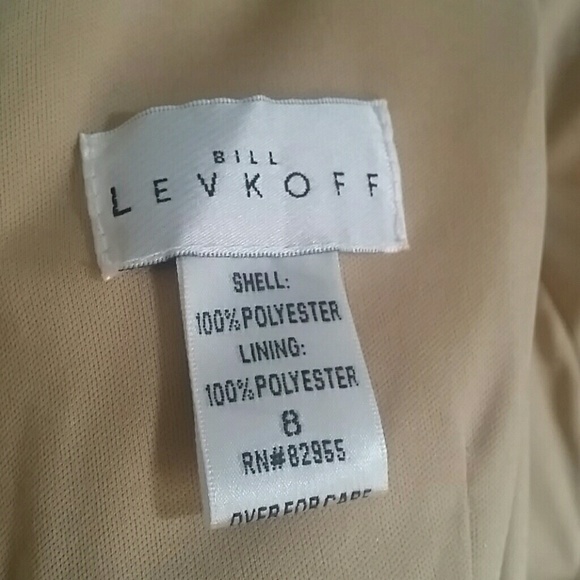 BILL
LEVKOFF
SHELL:
100%POLYESTER
LINING:
100%POLYESTER
8
RN#82955
OVER FOR CARE